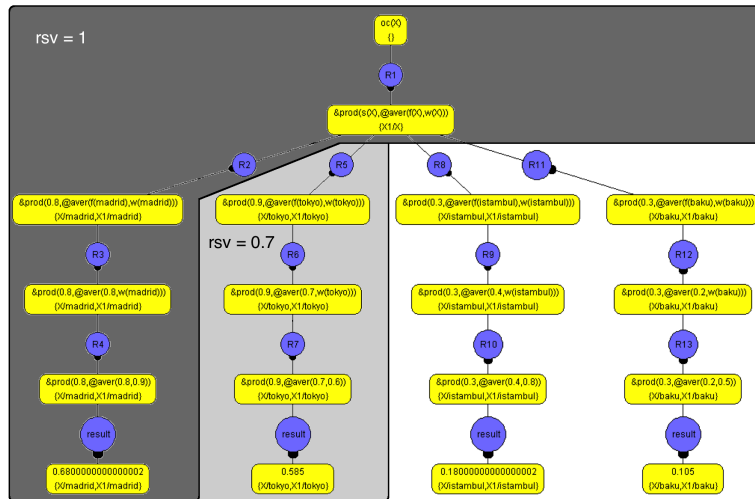 rsv = 1
oc(X)
{}
R1
&prod(s(X),@aver(f(X),w(X)))
{X1/X}
R2
R5
R8
R11
&prod(0.8,@aver(f(madrid),w(madrid)))
{X/madrid,X1/madrid}
&prod(0.9,@aver(f(tokyo),w(tokyo)))
{X/tokyo,X1/tokyo}
&prod(0.3,@aver(f(istambul),w(istambul)))
{X/istambul,X1/istambul}
&prod(0.3,@aver(f(baku),w(baku)))
{X/baku,X1/baku}
rsv = 0.7
R3
R6
R9
R12
&prod(0.8,@aver(0.8,w(madrid)))
{X/madrid,X1/madrid}
&prod(0.9,@aver(0.7,w(tokyo)))
{X/tokyo,X1/tokyo}
&prod(0.3,@aver(0.4,w(istambul)))
{X/istambul,X1/istambul}
&prod(0.3,@aver(0.2,w(baku)))
{X/baku,X1/baku}
R4
R7
R10
R13
&prod(0.8,@aver(0.8,0.9))
{X/madrid,X1/madrid}
&prod(0.9,@aver(0.7,0.6))
{X/tokyo,X1/tokyo}
&prod(0.3,@aver(0.4,0.8))
{X/istambul,X1/istambul}
&prod(0.3,@aver(0.2,0.5))
{X/baku,X1/baku}
result
result
result
result
0.6800000000000002
{X/madrid,X1/madrid}
0.585
{X/tokyo,X1/tokyo}
0.18000000000000002
{X/istambul,X1/istambul}
0.105
{X/baku,X1/baku}